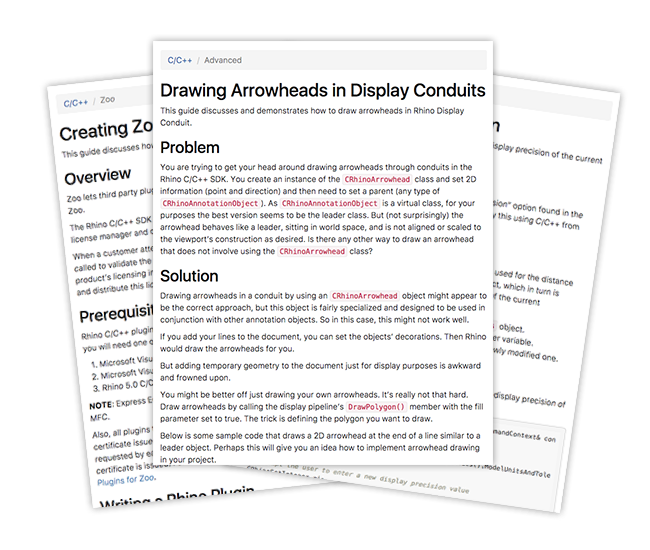 C/C++ / Advanced
Drawing Arrowheads in Display Conduits
This guide discusses and demonstrates how to draw arrowheads in Rhino Display
Conduit.
Problem
You are trying to get your head around drawing arrowheads through conduits in the
Rhino C/C++ SDK. You create an instance of the CRhinoArrowhead class and set 2D
information (point and direction) and then need to set a parent (any type of
CRhinoAnnotationObject ). As CRhinoAnnotationObject is a virtual class, for your
purposes the best version seems to be the leader class. But (not surprisingly) the
arrowhead behaves like a leader, sitting in world space, and is not aligned or scaled to
the viewport's construction as desired. Is there any other way to draw an arrowhead
that does not involve using the CRhinoArrowhead class?
Solution
Drawing arrowheads in a conduit by using an CRhinoArrowhead object might appear to
be the correct approach, but this object is fairly specialized and designed to be used in
conjunction with other annotation objects. So in this case, this might not work well.
If you add your lines to the document, you can set the objects' decorations. Then Rhino
would draw the arrowheads for you.
But adding temporary geometry to the document just for display purposes is awkward
and frowned upon.
You might be better off just drawing your own arrowheads. It's really not that hard.
Draw arrowheads by calling the display pipeline's DrawPolygon() member with the fill
parameter set to true. The trick is defining the polygon you want to draw.
Below is some sample code that draws a 2D arrowhead at the end of a line similar to a
leader object. Perhaps this will give you an idea how to implement arrowhead drawing
in your project.
C/C++ / Zoo
Creating Zo
This guide discusses how
Overview
Zoo lets third party plug
Zoo.
The Rhino C/C++ SDK
license manager and c
When a customer atte
called to validate the
product's licensing in
and distribute this lic
Prerequisit
Rhino C/C++ plugin
you will need one o
1. Microsoft Visu
2. Microsoft Visu
3. Rhino 5.0 C/C
NOTE: Express E
MFC.
Also, all plugins
certificate issue
requested by e
certificate is issu
Plugins for Zoo.
Writing a Rhino Plugin
n
display precision of the current
ersion" option found in the
y this using C/C++ from
used for the distance
ct, which in turn is
of the current
object.
er variable.
wly modified one.
display precision of
mandContext& con
ModelUnitsAndTole
t the user to enter a new display precision value